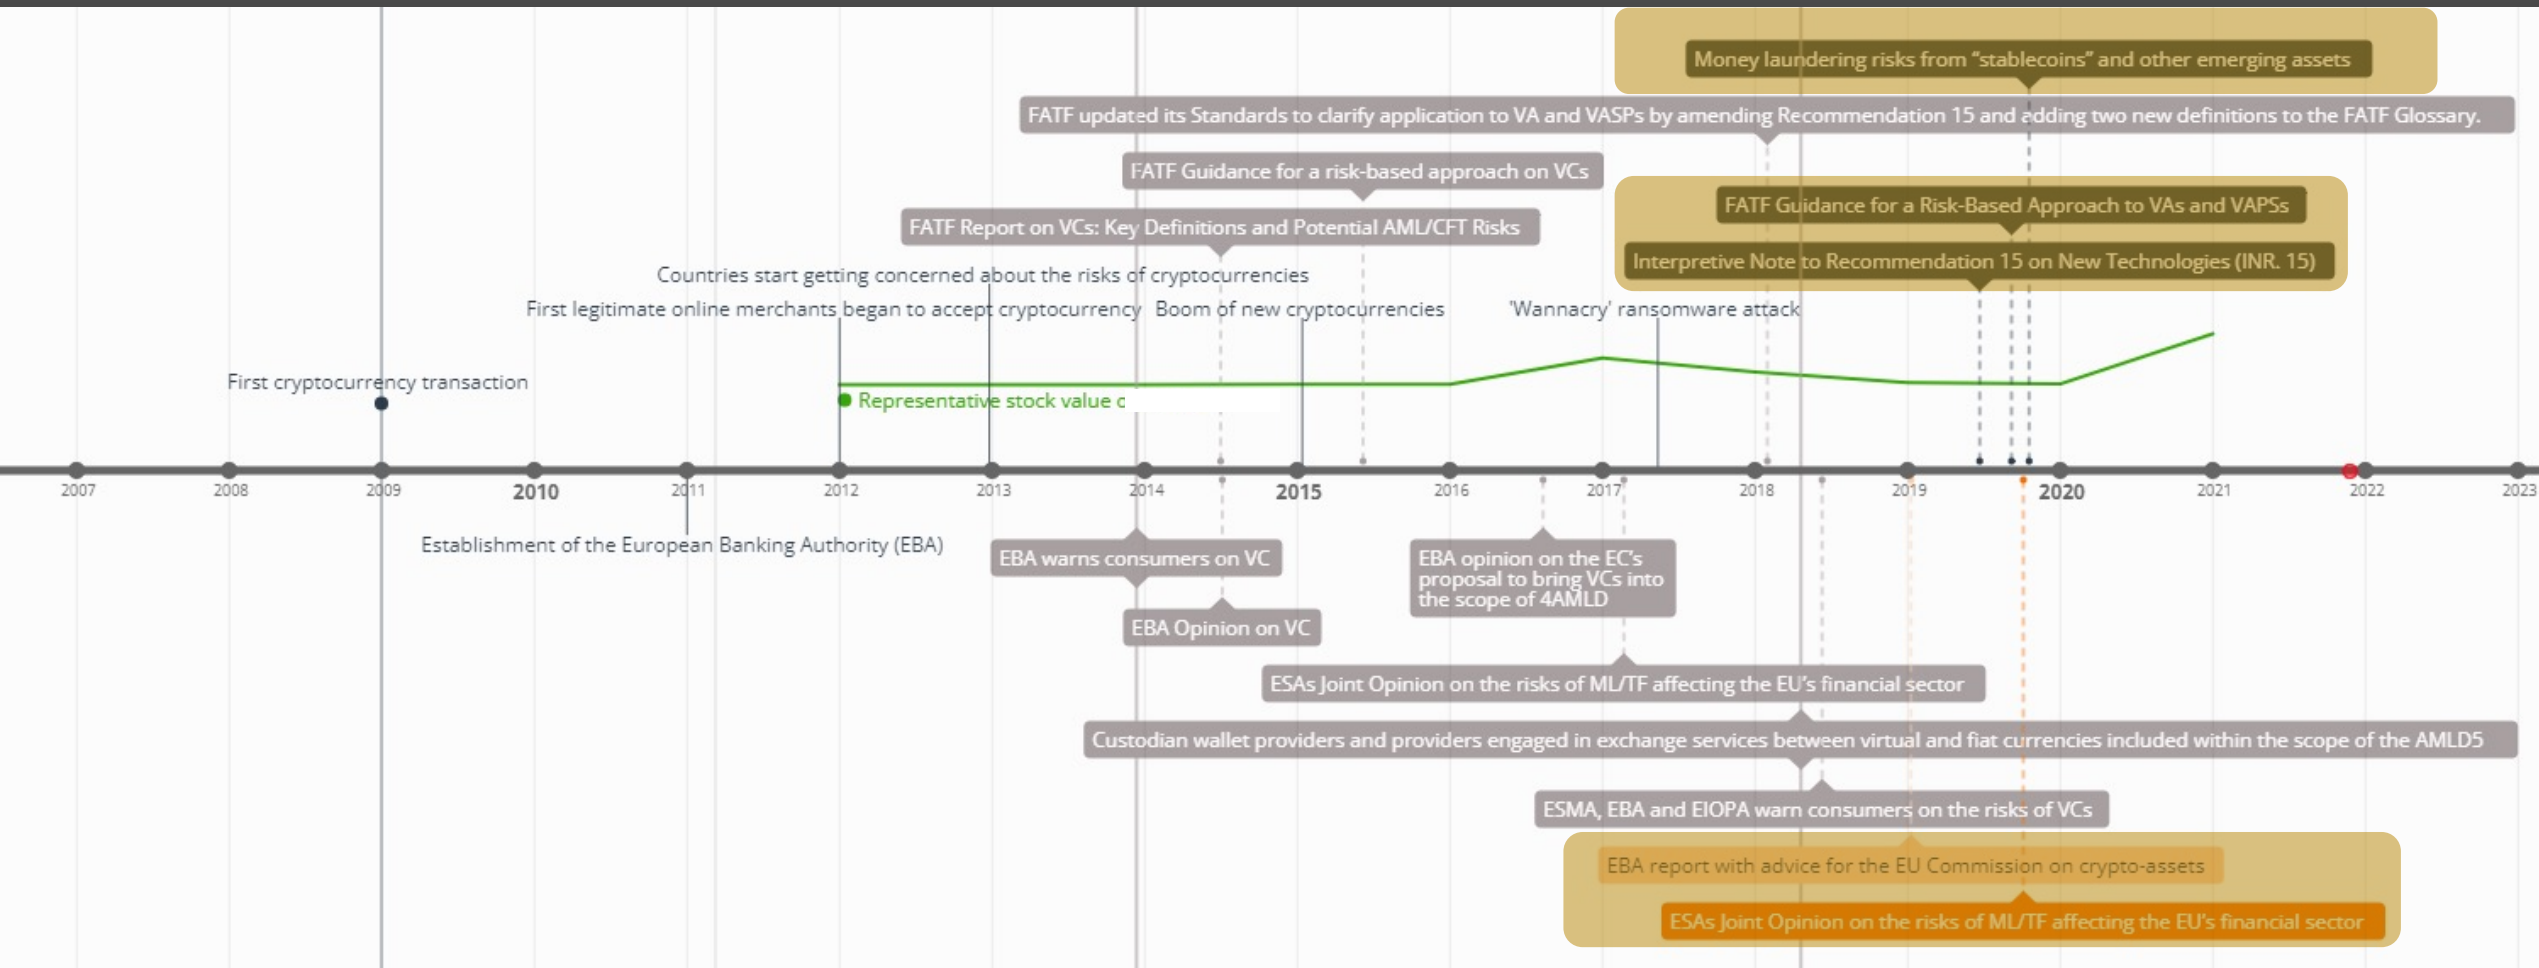 Money laundering risks from “stablecoins” and other emerging assets
FATF updated its Standards to clarify application to VA and VASPs by amending Recommendation 15 and adding two new definitions to the FATF Glossary.
FATF Guidance for a risk-based approach on VCs
FATF Guidance for a Risk-Based Approach to VAs and VAPSs
FATF Report on VCs: Key Definitions and Potential AML/CFT Risks
Interpretive Note to Recommendation 15 on New Technologies (INR. 15)
Countries start getting concerned about the risks of cryptocurrencies
First legitimate online merchants began to accept cryptocurrency
Boom of new cryptocurrencies
'Wannacry' ransomware attack
First cryptocurrency transaction
Representative stock value
2007 2008 2009 2010 2011 2012 2013 2014 2015 2016 2017 2018 2019 2020 2021 2022 2023
Establishment of the European Banking Authority (EBA)
EBA warns consumers on VC
EBA opinion on the EC's
proposal to bring VCs into
the scope of 4AMLD
EBA Opinion on VC
ESAs Joint Opinion on the risks of ML/TF affecting the EU's financial sector
Custodian wallet providers and providers engaged in exchange services between virtual and fiat currencies included within the scope of the AMLD5
ESMA, EBA and EIOPA warn consumers on the risks of VCs
EBA report with advice for the EU Commission on crypto-assets
ESAs Joint Opinion on the risks of ML/TF affecting the EU's financial sector